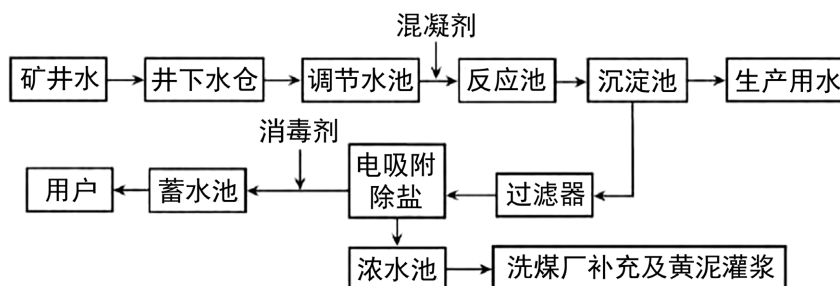 混凝剂
矿井水
井下水仓
调节水池
反应池
沉淀池
生产用水
消毒剂
用户
蓄水池
电吸附
除盐
过滤器
浓水池
洗煤厂补充及黄泥灌浆